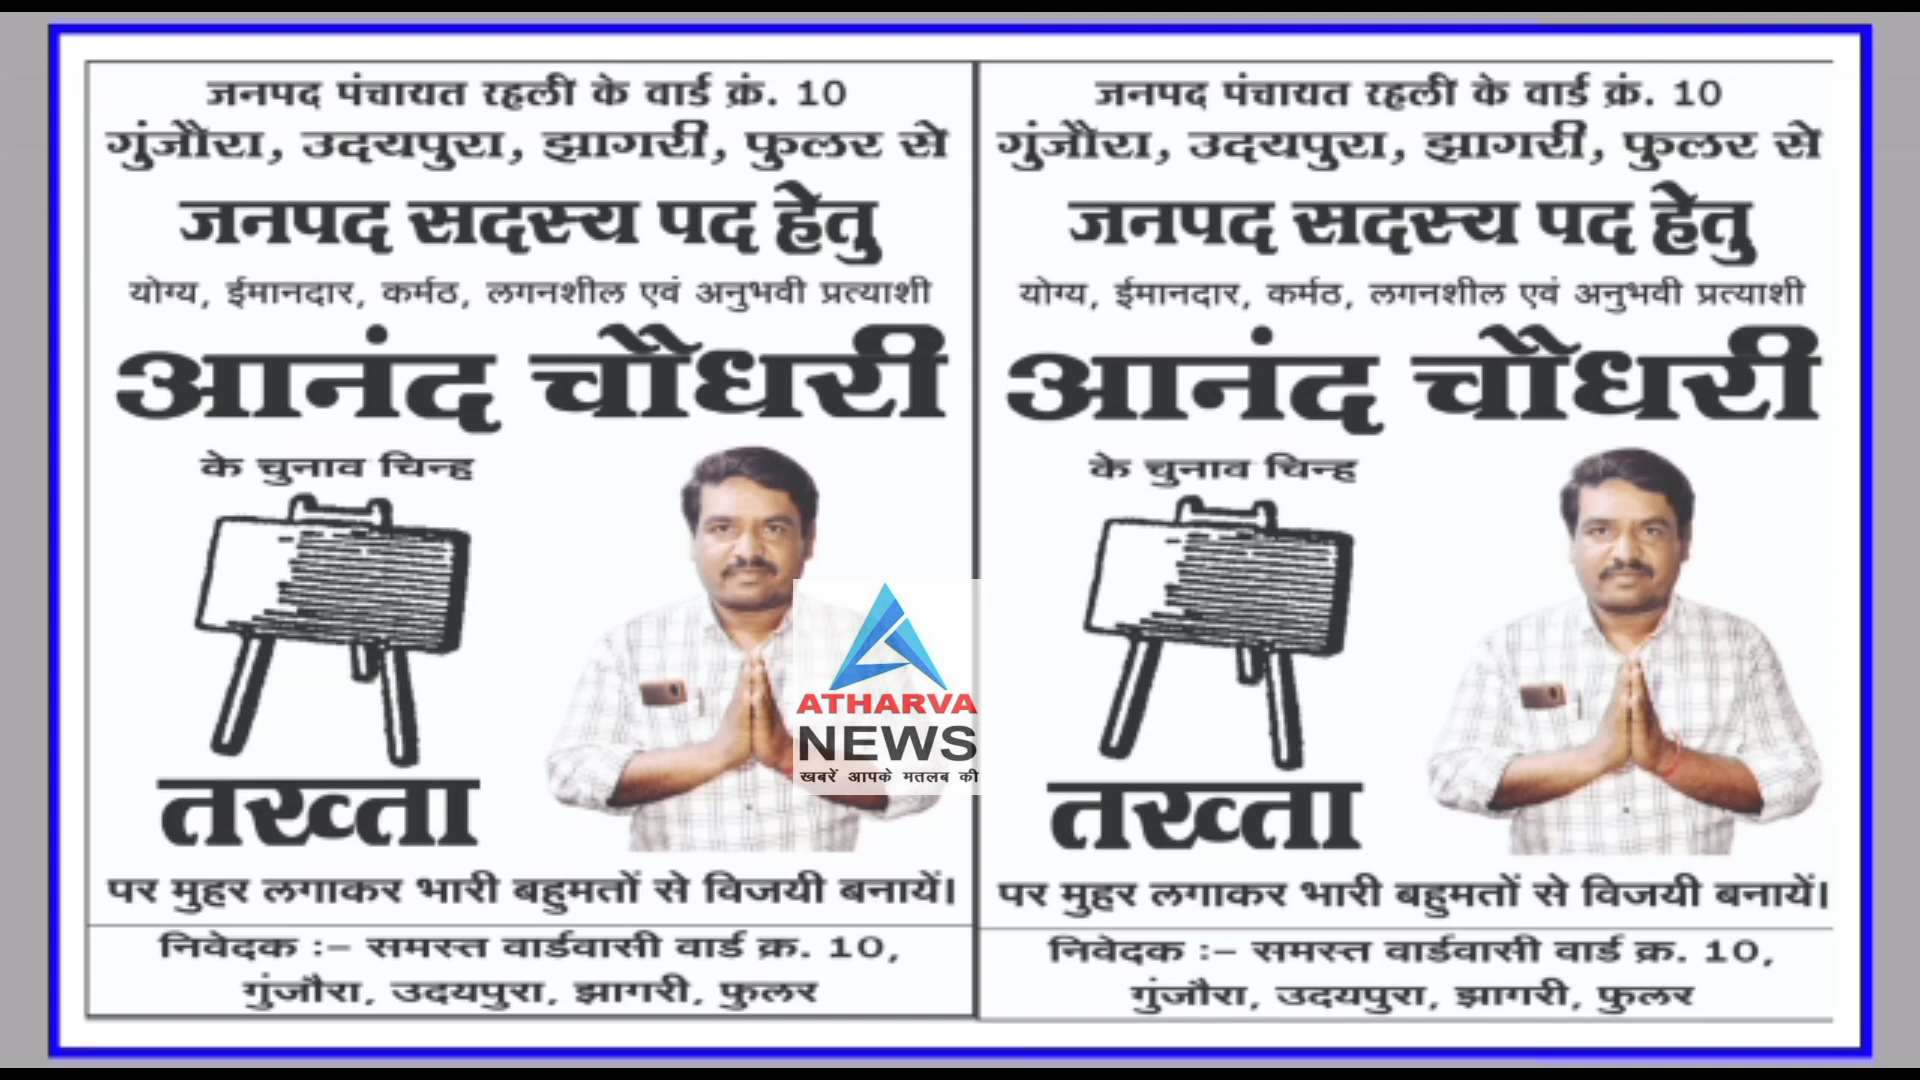 जनपद पंचायत रहली के वार्ड क्रं. 10
गुंजौरा, उदयपुरा, झागरी, फुलर से
जनपद सदस्य पद हेतु
योग्य, ईमानदार, कर्मठ, लगनशील एवं अनुभवी प्रत्याशी
आनंद चौधरी
के चुनाव चिन्ह
तख्ता
पर मुहर लगाकर भारी बहुमतों से विजयी बनायें।
निवेदक :- समस्त वार्डवासी वार्ड क्र. 10,
गुंजौरा, उदयपुरा, झागरी, फुलर
ATHARVA
NEWS
खबरें आपके मतलब की
जनपद पंचायत रहली के वार्ड क्रं. 10
गुंजौरा, उदयपुरा, झागरी, फुलर से
जनपद सदस्य पद हेतु
योग्य, ईमानदार, कर्मठ, लगनशील एवं अनुभवी प्रत्याशी
आनंद चौधरी
के चुनाव चिन्ह
तख्ता
पर मुहर लगाकर भारी बहुमतों से विजयी बनायें।
निवेदक :- समस्त वार्डवासी वार्ड क्र. 10,
गुंजौरा, उदयपुरा, झागरी, फुलर